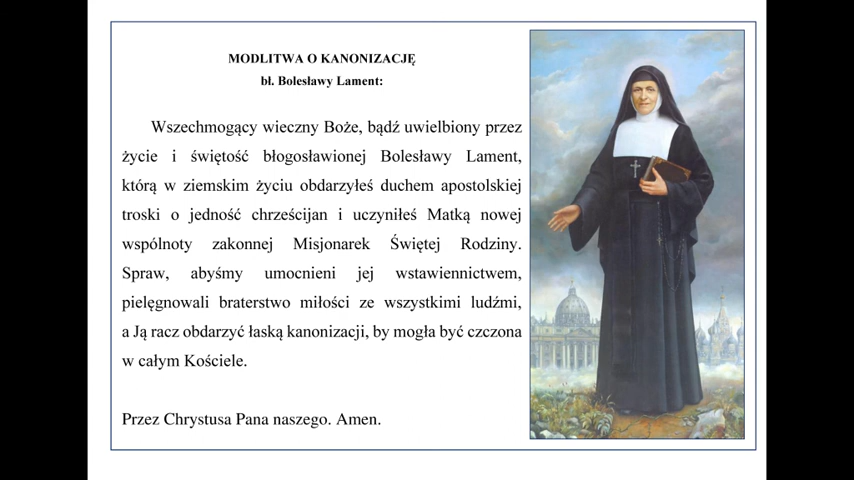 MODLITWA O KANONIZACJĘ
bł. Bolesławy Lament:
Wszechmogący wieczny Boże, bądź uwielbiony przez
życie i świętość błogosławionej Bolesławy Lament,
którą w ziemskim życiu obdarzyłeś duchem apostolskiej
troski o jedność chrześcijan i uczyniłeś Matką nowej
wspólnoty zakonnej Misjonarek Świętej Rodziny.
Spraw, abyśmy umocnieni jej wstawiennictwem,
pielęgnowali braterstwo miłości ze wszystkimi ludźmi,
a Ją racz obdarzyć łaską kanonizacji, by mogła być czczona
w całym Kościele.
Przez Chrystusa Pana naszego. Amen.